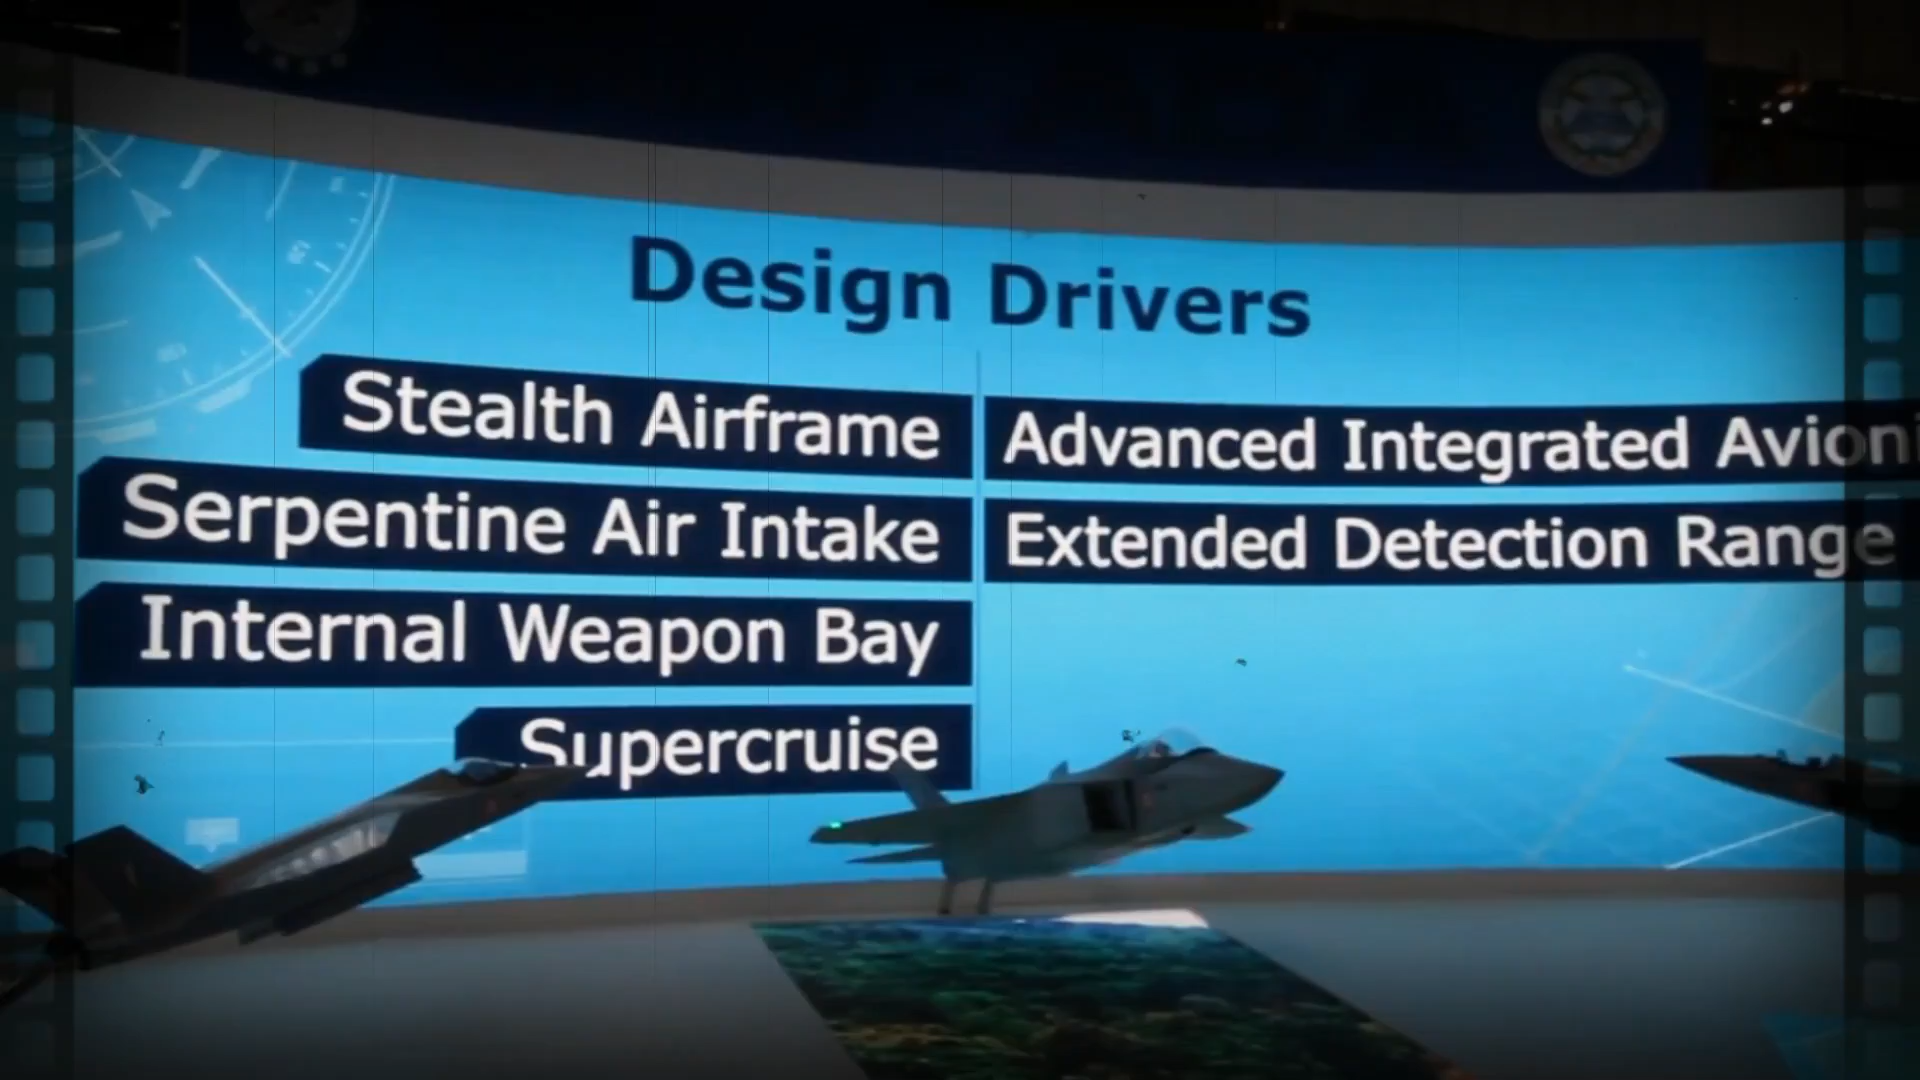 Design Drivers
Stealth Airframe
Serpentine Air Intake
Internal Weapon Bay
Supercruise
Advanced Integrated Avioni
Extended Detection Range